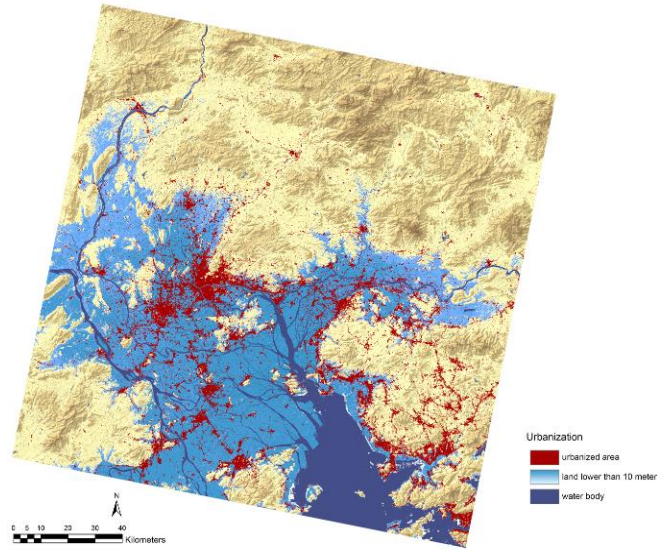 Urbanization
urbanized area
land lower than 10 meter
water body
N
0 5 10 20 30 40
Kilometers